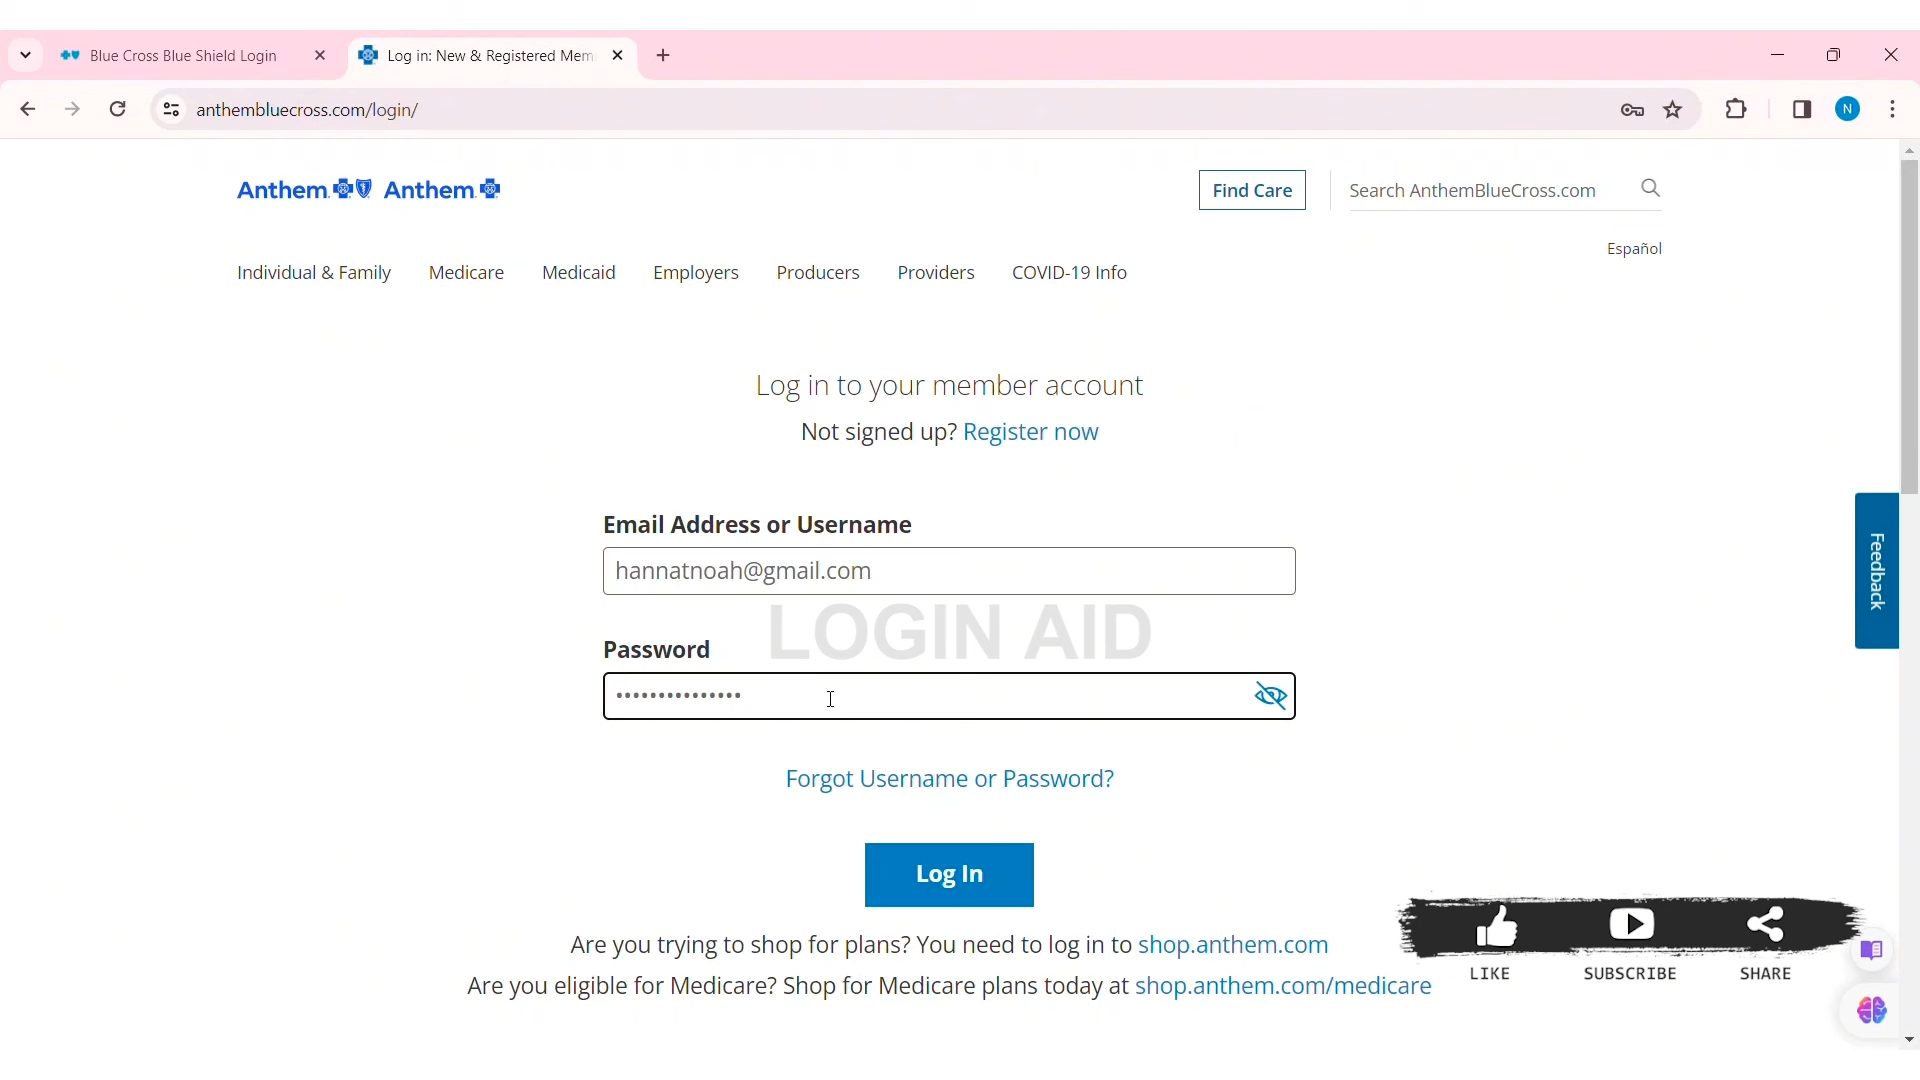 Blue Cross Blue Shield Login
Log in: New & Registered Mem
anthembluecross.com/login/
N
Anthem Anthem
Find Care
Search AnthemBlueCross.com
Español
Individual & Family Medicare Medicaid Employers Producers Providers COVID-19 Info
Log in to your member account
Not signed up? Register now
Email Address or Username
hannatnoah@gmail.com
LOGIN AID
Password
•••••••••••••••
Forgot Username or Password?
Log In
Are you trying to shop for plans? You need to log in to shop.anthem.com
Are you eligible for Medicare? Shop for Medicare plans today at shop.anthem.com/medicare
Feedback
LIKE SUBSCRIBE SHARE